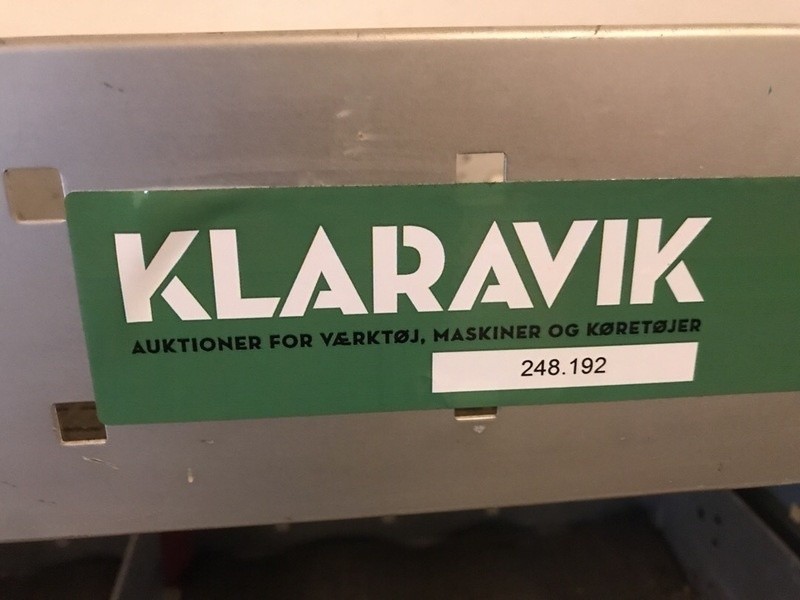 KLARAVIK
AUKTIONER FOR VÆRKTØJ, MASKINER OG KØRETØJER
248.192